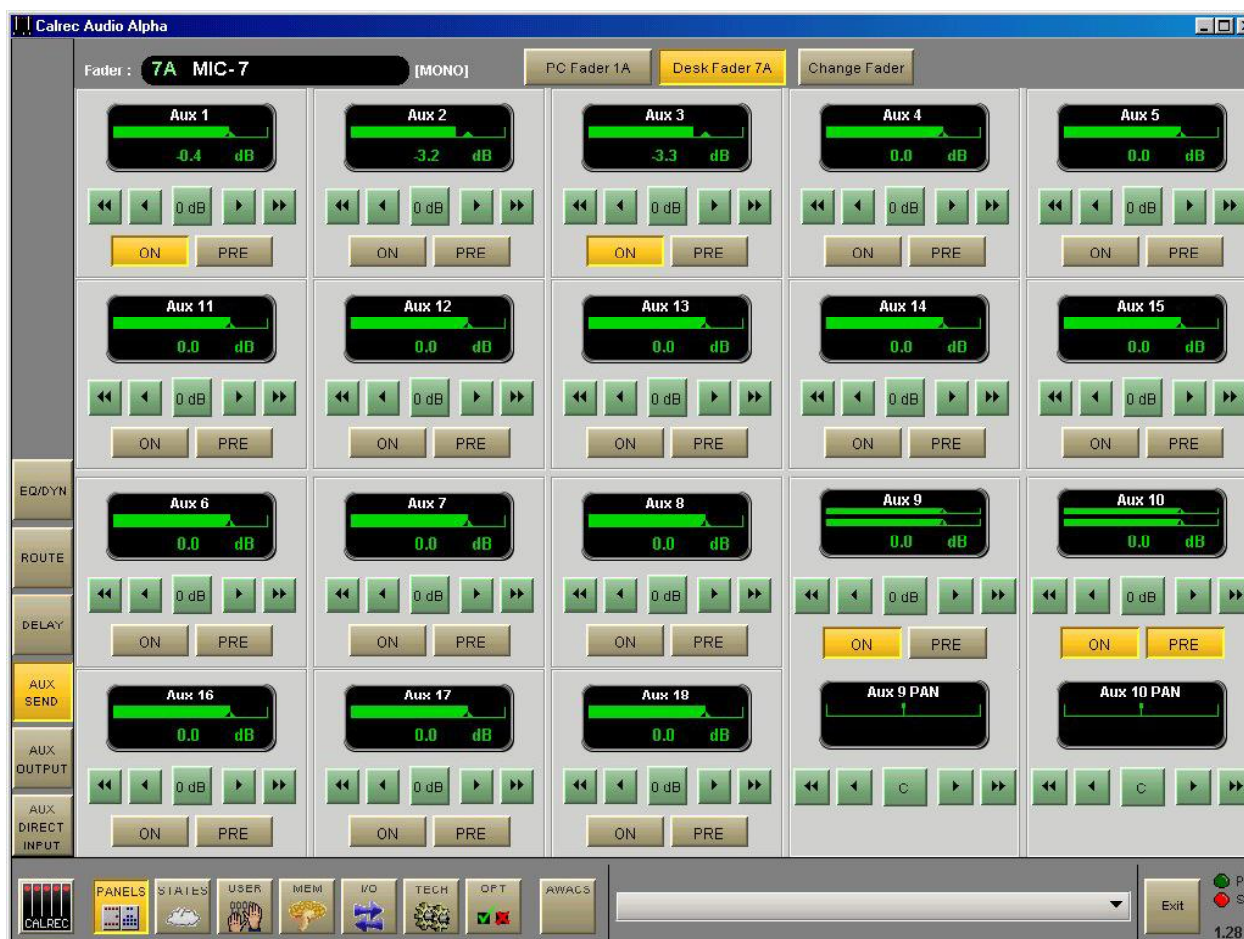 Calrec Audio Alpha
Fader : 7A MIC-7 [MONO] PC Fader 1A Desk Fader 7A Change Fader
Aux 1 Aux 2 Aux 3 Aux 4 Aux 5
-0.4 dB -3.2 dB -3.3 dB 0.0 dB 0.0 dB
0 dB 0 dB 0 dB 0 dB 0 dB
ON PRE ON PRE ON PRE ON PRE ON PRE
Aux 11 Aux 12 Aux 13 Aux 14 Aux 15
0.0 dB 0.0 dB 0.0 dB 0.0 dB 0.0 dB
0 dB 0 dB 0 dB 0 dB 0 dB
ON PRE ON PRE ON PRE ON PRE ON PRE
Aux 6 Aux 7 Aux 8 Aux 9 Aux 10
0.0 dB 0.0 dB 0.0 dB 0.0 dB 0.0 dB
0 dB 0 dB 0 dB 0 dB 0 dB
ON PRE ON PRE ON PRE ON PRE ON PRE
Aux 16 Aux 17 Aux 18 Aux 9 PAN Aux 10 PAN
0.0 dB 0.0 dB 0.0 dB
0 dB 0 dB 0 dB C C
ON PRE ON PRE ON PRE
EQ/DYN
ROUTE
DELAY
AUX
SEND
AUX
OUTPUT
AUX
DIRECT
INPUT
CALREC PANELS STATES USER MEM I/O TECH OPT AWACS Exit
P
S
1.28